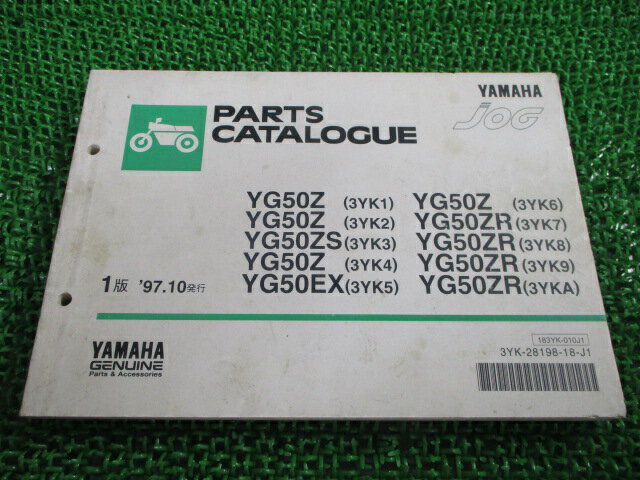 PARTS
CATALOGUE
YAMAHA
JOG
YG50Z (3YK1)
YG50Z (3YK2)
YG50ZS (3YK3)
YG50Z (3YK4)
YG50EX (3YK5)
YG50Z (3YK6)
YG50ZR (3YK7)
YG50ZR (3YK8)
YG50ZR (3YK9)
YG50ZR (3YKA)
1版 '97.10発行
YAMAHA
GENUINE
Parts & Accessories
183YK-010J1
3YK-28198-18-J1